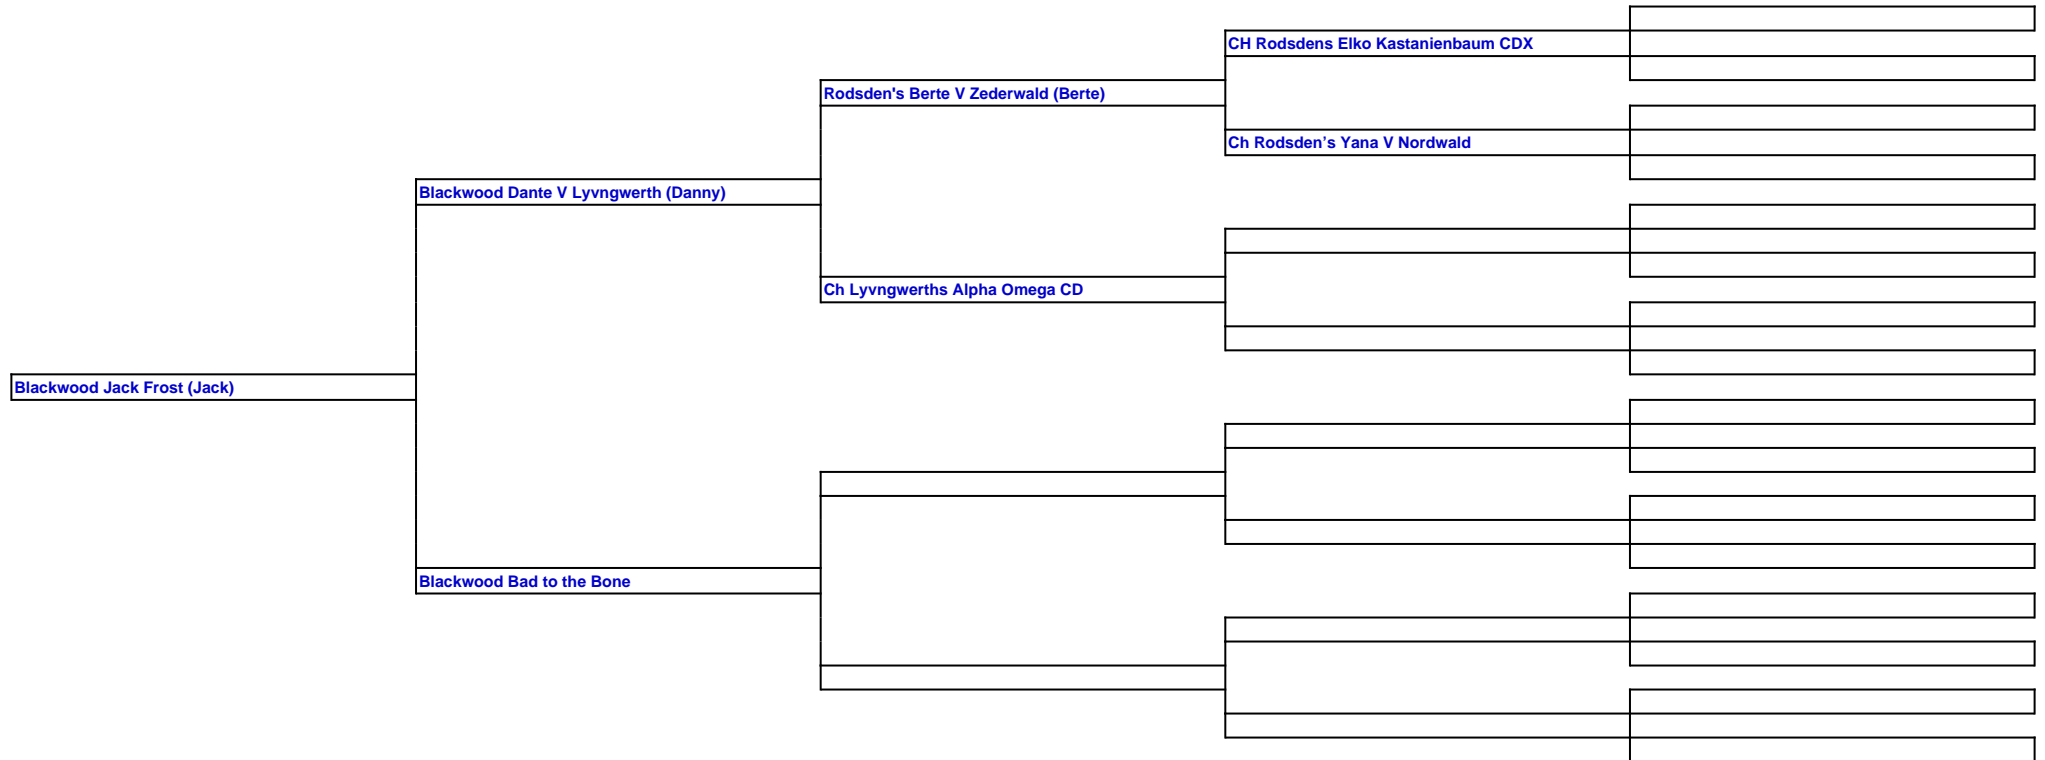 CH Rodsdens Elko Kastanienbaum CDX
Rodsden's Berte V Zederwald (Berte)
Ch Rodsden’s Yana V Nordwald
Blackwood Dante V Lyvngwerth (Danny)
Ch Lyvngwerths Alpha Omega CD
Blackwood Jack Frost (Jack)
Blackwood Bad to the Bone